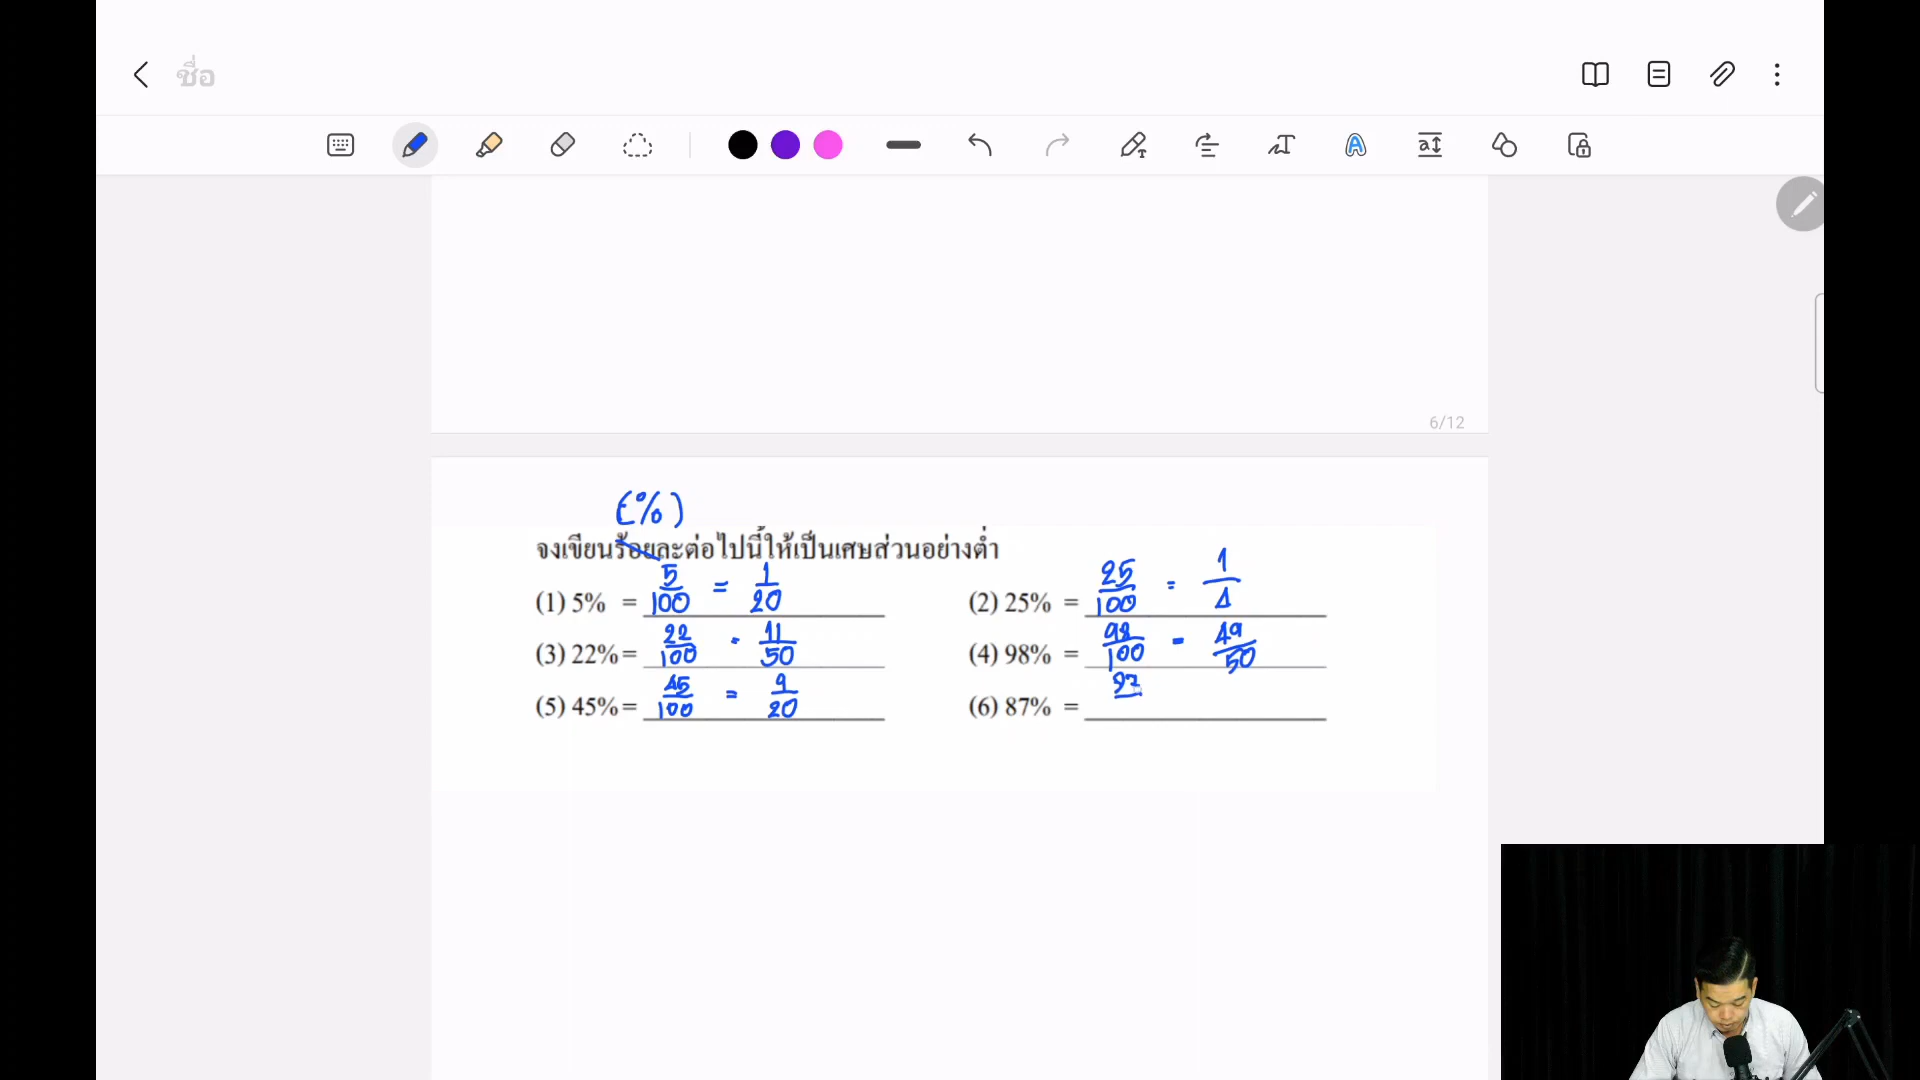 ชื่อ
6/12
(%)
จงเขียนร้อยละต่อไปนี้ให้เป็นเศษส่วนอย่างต่ำ
(1) 5% = 5/100 = 1/20
(2) 25% = 25/100 = 1/4
(3) 22% = 22/100 = 11/50
(4) 98% = 98/100 = 49/50
(5) 45% = 45/100 = 9/20
(6) 87% = 87